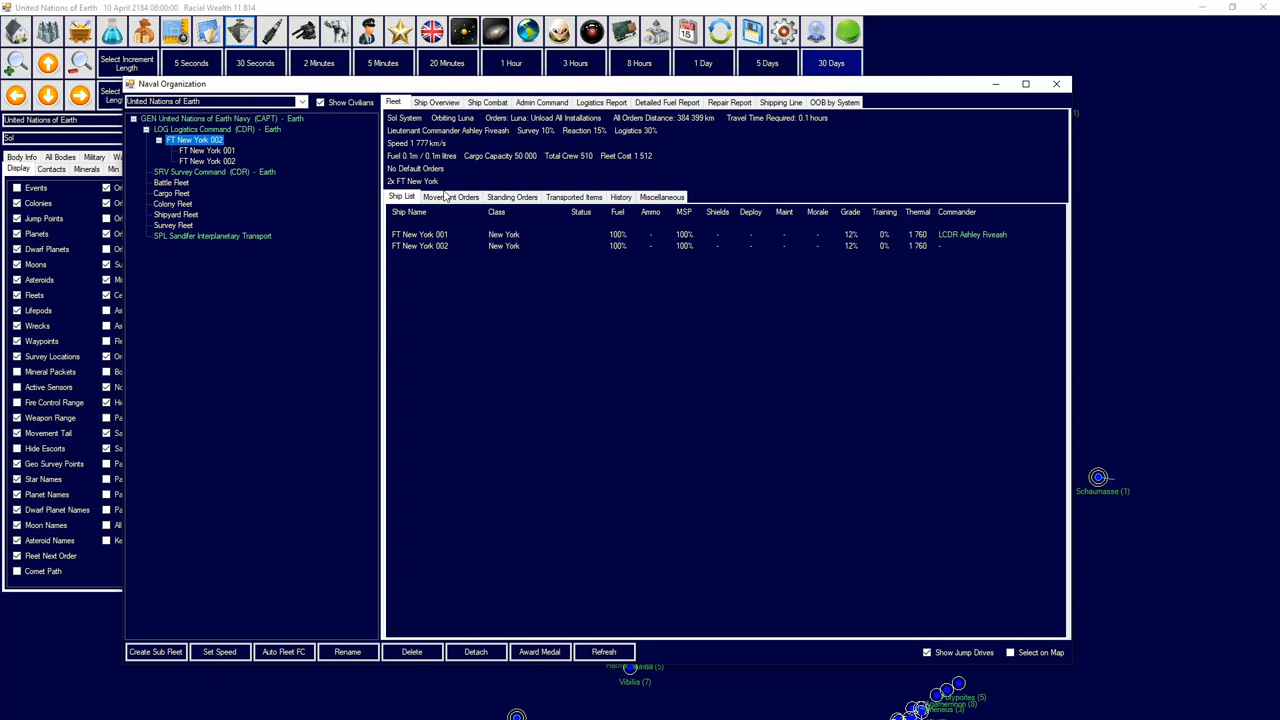 United Nations of Earth  10 April 2184 08:00:00  Racial Wealth 11 814
Select Increment Length
5 Seconds
30 Seconds
2 Minutes
5 Minutes
20 Minutes
1 Hour
3 Hours
8 Hours
1 Day
5 Days
30 Days
Naval Organization
United Nations of Earth
Show Civilians
GEN United Nations of Earth Navy (CAPT) - Earth
LOG Logistics Command (CDR) - Earth
FT New York 002
FT New York 001
FT New York 002
SRV Survey Command (CDR) - Earth
Battle Fleet
Cargo Fleet
Colony Fleet
Shipyard Fleet
Survey Fleet
SPL Sandifer Interplanetary Transport
Fleet
Ship Overview
Ship Combat
Admin Command
Logistics Report
Detailed Fuel Report
Repair Report
Shipping Line
OOB by System
Sol System  Orbiting Luna  Orders: Luna: Unload All Installations  All Orders Distance: 384 399 km  Travel Time Required: 0.1 hours
Lieutenant Commander Ashley Fiveash  Survey 10%  Reaction 15%  Logistics 30%
Speed 1 777 km/s
Fuel 0.1m / 0.1m litres  Cargo Capacity 50 000  Total Crew 510  Fleet Cost 1 512
No Default Orders
2x FT New York
Ship List
Movement Orders
Standing Orders
Transported Items
History
Miscellaneous
Ship Name  Class  Status  Fuel  Ammo  MSP  Shields  Deploy  Maint  Morale  Grade  Training  Thermal  Commander
FT New York 001  New York  100%  -  100%  -  -  -  -  12%  0%  1 760  LCDR Ashley Fiveash
FT New York 002  New York  100%  -  100%  -  -  -  -  12%  0%  1 760  -
United Nations of Earth
Sol
Body Info
All Bodies
Military
Display
Contacts
Minerals
Min
Events
Colonies
Jump Points
Planets
Dwarf Planets
Moons
Asteroids
Fleets
Lifepods
Wrecks
Waypoints
Survey Locations
Mineral Packets
Active Sensors
Fire Control Range
Weapon Range
Movement Tail
Hide Escorts
Geo Survey Points
Star Names
Planet Names
Dwarf Planet Names
Moon Names
Asteroid Names
Fleet Next Order
Comet Path
Schaumasse (1)
Create Sub Fleet
Set Speed
Auto Fleet FC
Rename
Delete
Detach
Award Medal
Refresh
Show Jump Drives
Select on Map
Vibilia (7)